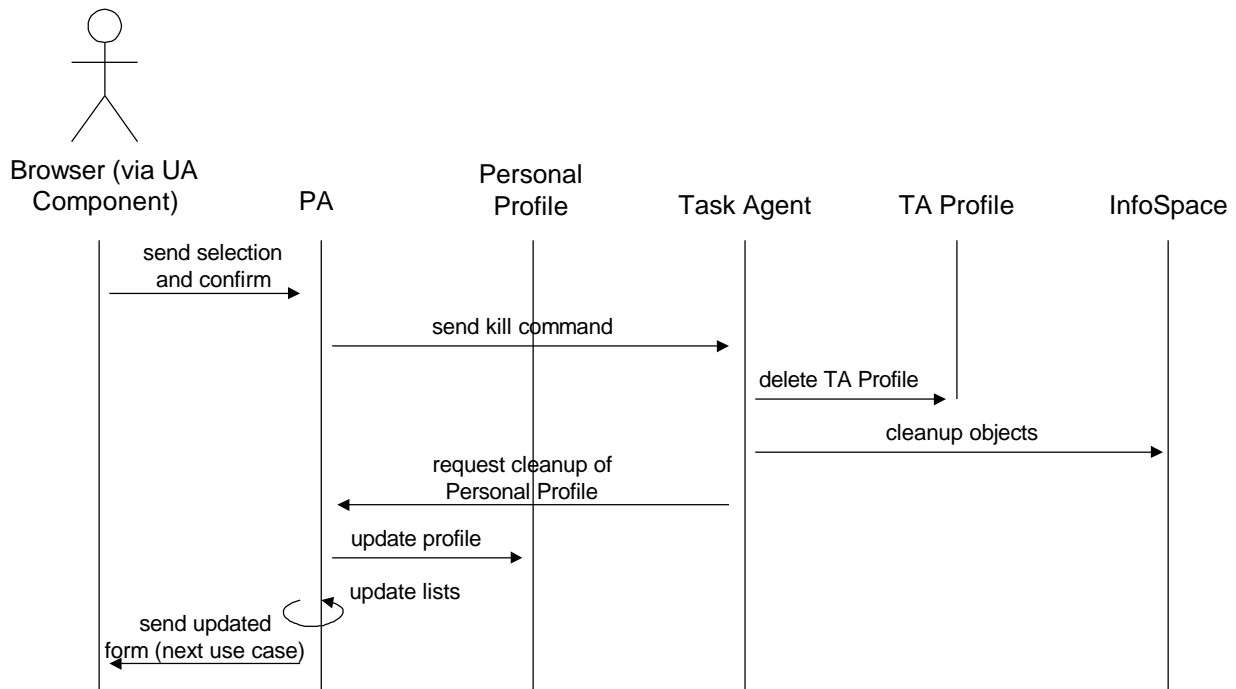 Browser (via UA
Component)
PA
Personal
Profile
Task Agent
TA Profile
InfoSpace
send selection
and confirm
send kill command
delete TA Profile
cleanup objects
request cleanup of
Personal Profile
update profile
update lists
send updated
form (next use case)